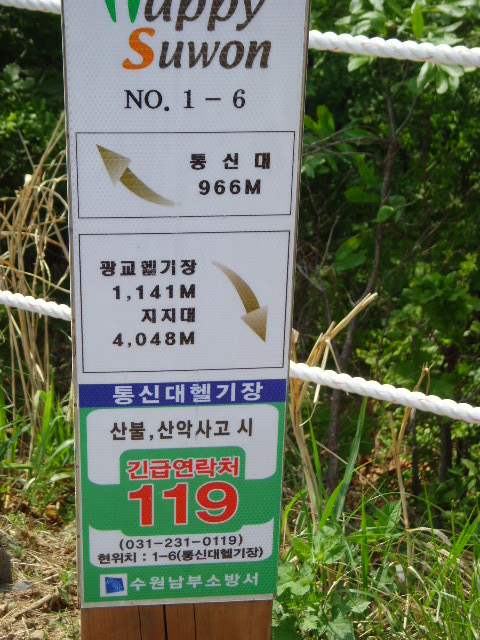 Happy
Suwon
NO. 1-6
통신대
966M
광교헬기장
1,141M
지지대
4,048M
통신대헬기장
산불,산악사고 시
긴급연락처
119
(031-231-0119)
현위치 : 1-6(통신대헬기장)
수원남부소방서